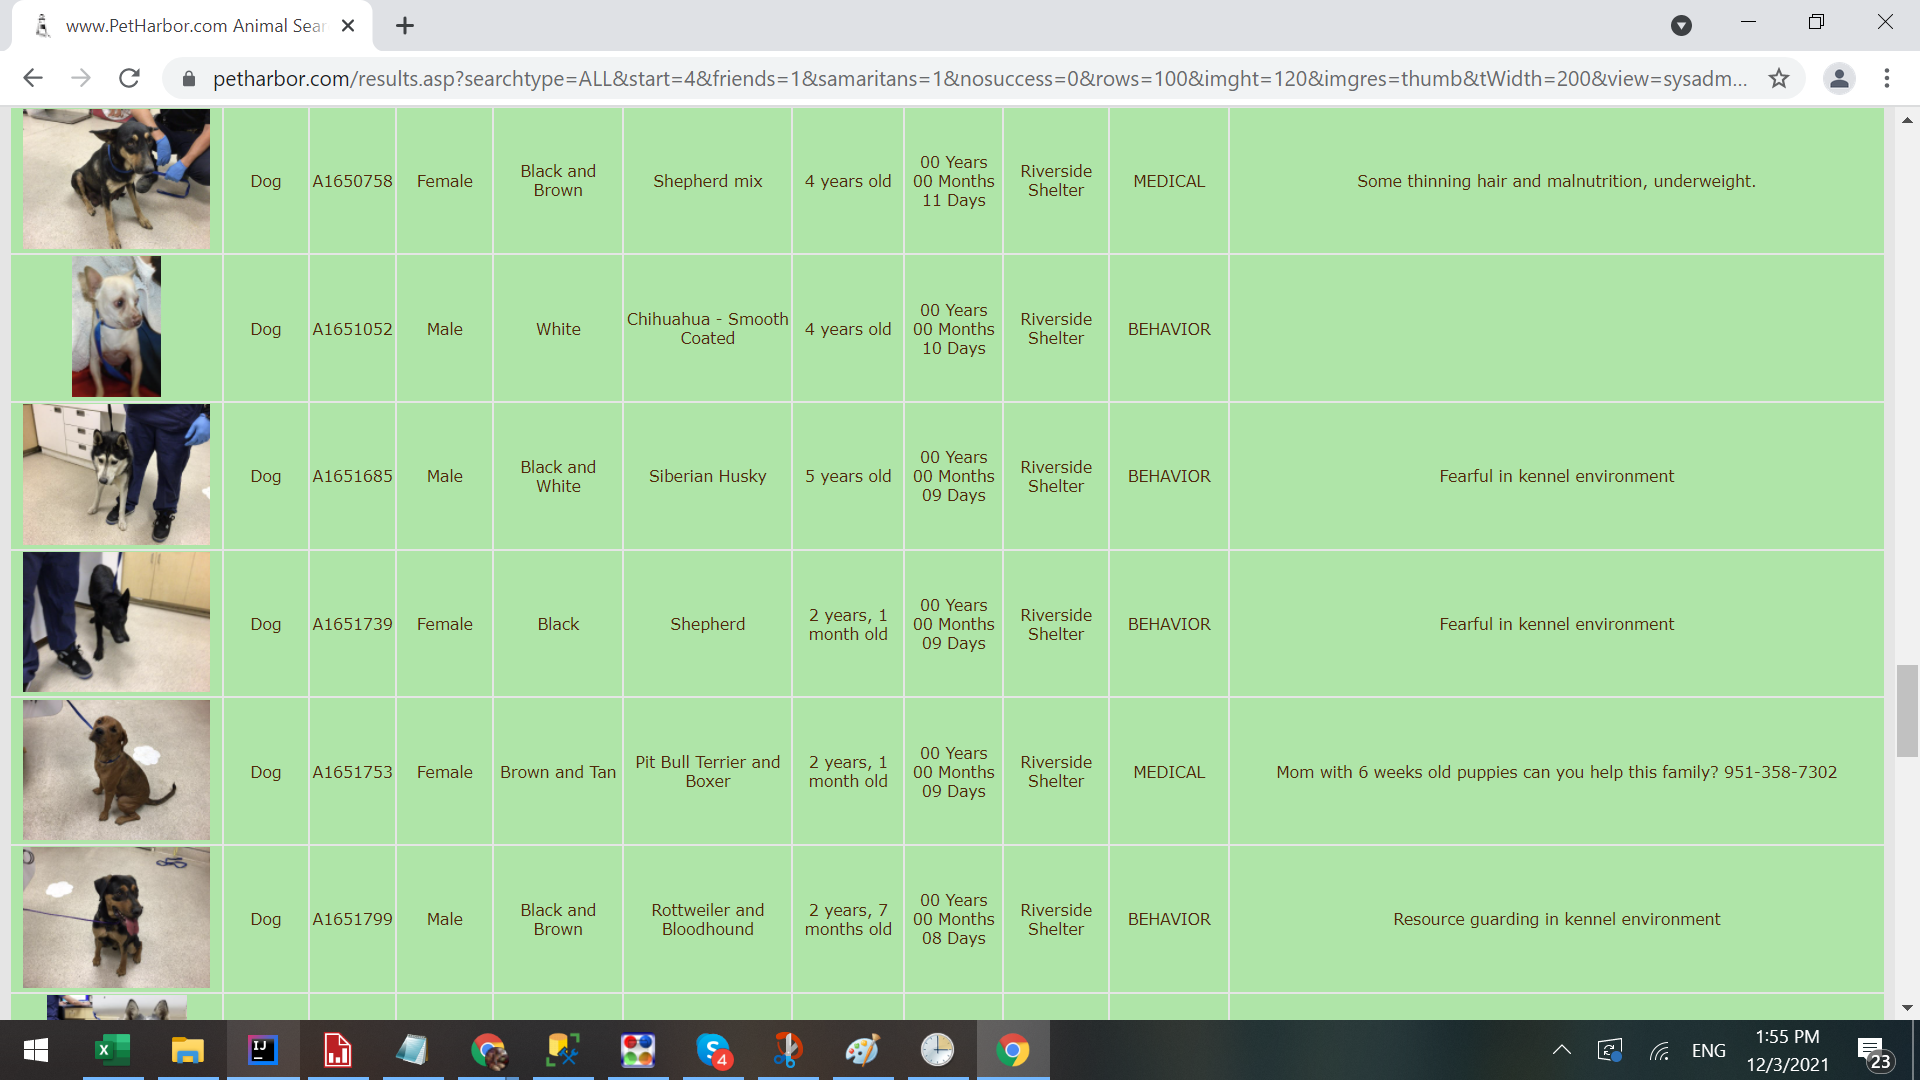 www.PetHarbor.com Animal Sear
petharbor.com/results.asp?searchtype=ALL&start=4&friends=1&samaritans=1&nosuccess=0&rows=100&imght=120&imgres=thumb&tWidth=200&view=sysadm...
Dog A1650758 Female Black and Brown Shepherd mix 4 years old 00 Years 00 Months 11 Days Riverside Shelter MEDICAL Some thinning hair and malnutrition, underweight.
Dog A1651052 Male White Chihuahua - Smooth Coated 4 years old 00 Years 00 Months 10 Days Riverside Shelter BEHAVIOR
Dog A1651685 Male Black and White Siberian Husky 5 years old 00 Years 00 Months 09 Days Riverside Shelter BEHAVIOR Fearful in kennel environment
Dog A1651739 Female Black Shepherd 2 years, 1 month old 00 Years 00 Months 09 Days Riverside Shelter BEHAVIOR Fearful in kennel environment
Dog A1651753 Female Brown and Tan Pit Bull Terrier and Boxer 2 years, 1 month old 00 Years 00 Months 09 Days Riverside Shelter MEDICAL Mom with 6 weeks old puppies can you help this family? 951-358-7302
Dog A1651799 Male Black and Brown Rottweiler and Bloodhound 2 years, 7 months old 00 Years 00 Months 08 Days Riverside Shelter BEHAVIOR Resource guarding in kennel environment
X
IJ
S 4
ENG
1:55 PM
12/3/2021
23